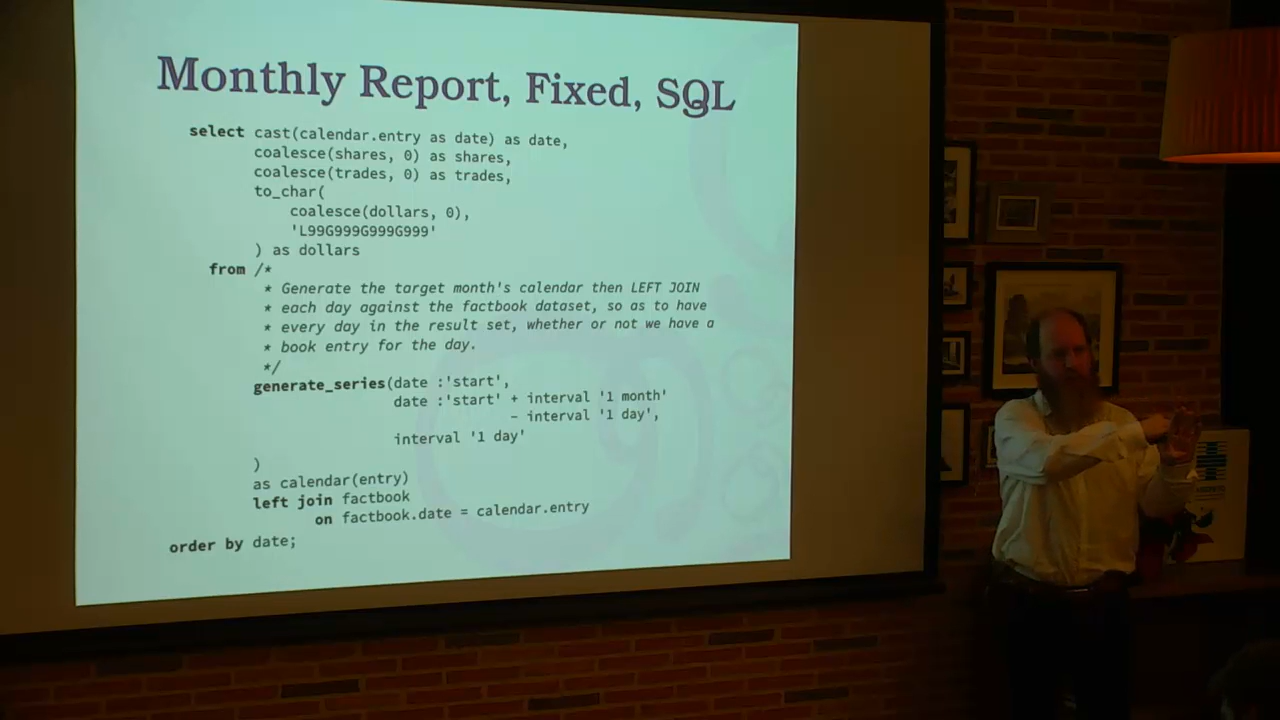 Monthly Report, Fixed, SQL
select cast(calendar.entry as date) as date,
coalesce(shares, 0) as shares,
coalesce(trades, 0) as trades,
to_char(
coalesce(dollars, 0),
'L99G999G999G999'
) as dollars
from /*
* Generate the target month's calendar then LEFT JOIN
* each day against the factbook dataset, so as to have
* every day in the result set, whether or not we have a
* book entry for the day.
*/
generate_series(date :'start',
date :'start' + interval '1 month'
- interval '1 day',
interval '1 day'
)
as calendar(entry)
left join factbook
on factbook.date = calendar.entry
order by date;